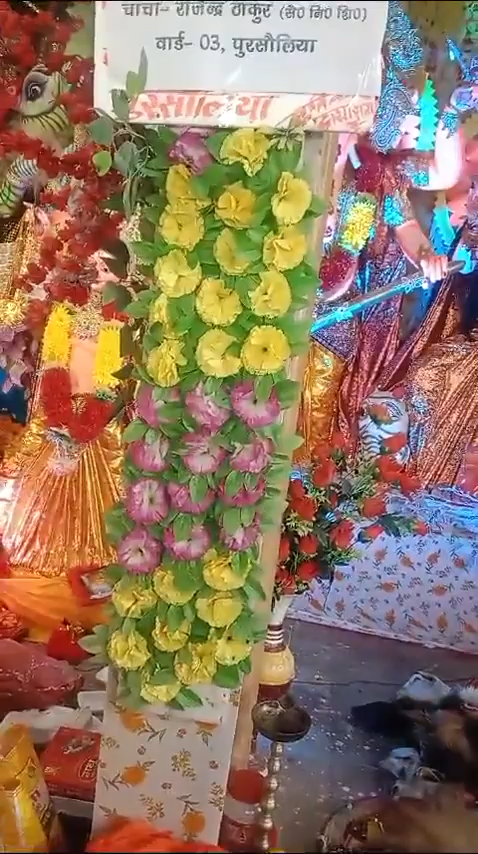 चाचा- राजेन्द्र ठाकुर (से० नि० शि०)
वार्ड- 03, पुरसौलिया